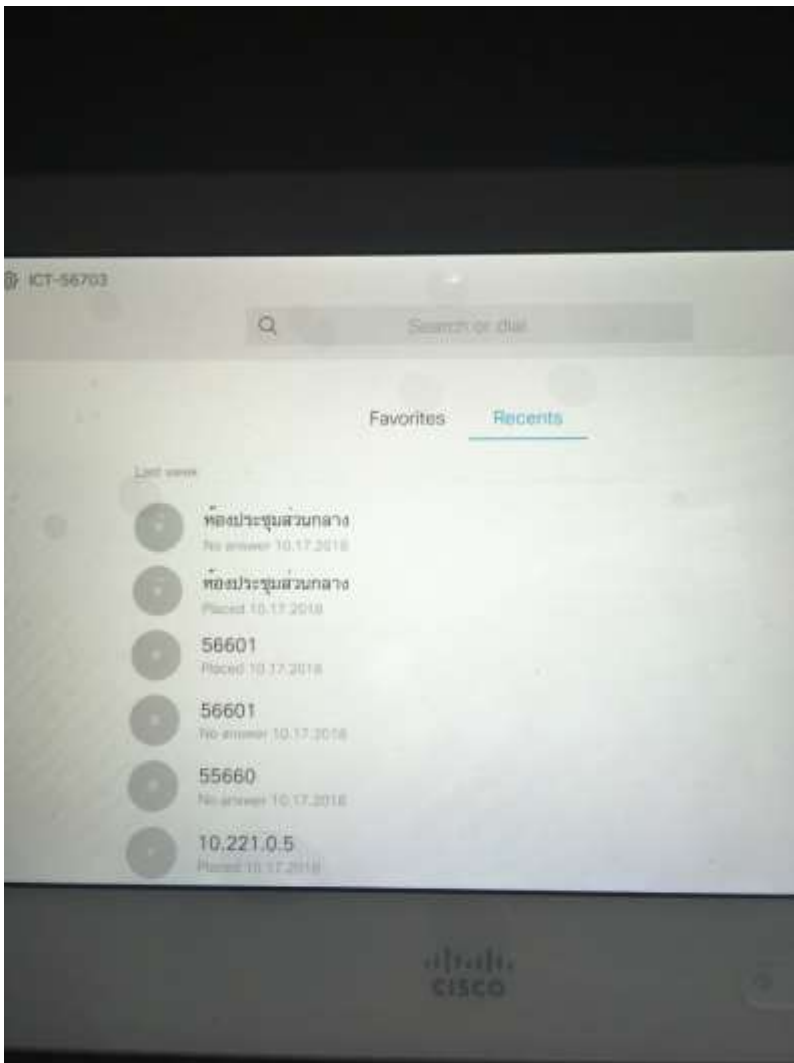 ICT-56703
Search or dial
Favorites Recents
Last week
ห้องประชุมส่วนกลาง
No answer 10.17.2018
ห้องประชุมส่วนกลาง
Placed 10.17.2018
56601
Placed 10.17.2018
56601
No answer 10.17.2018
55660
No answer 10.17.2018
10.221.0.5
Placed 10.17.2018
CISCO